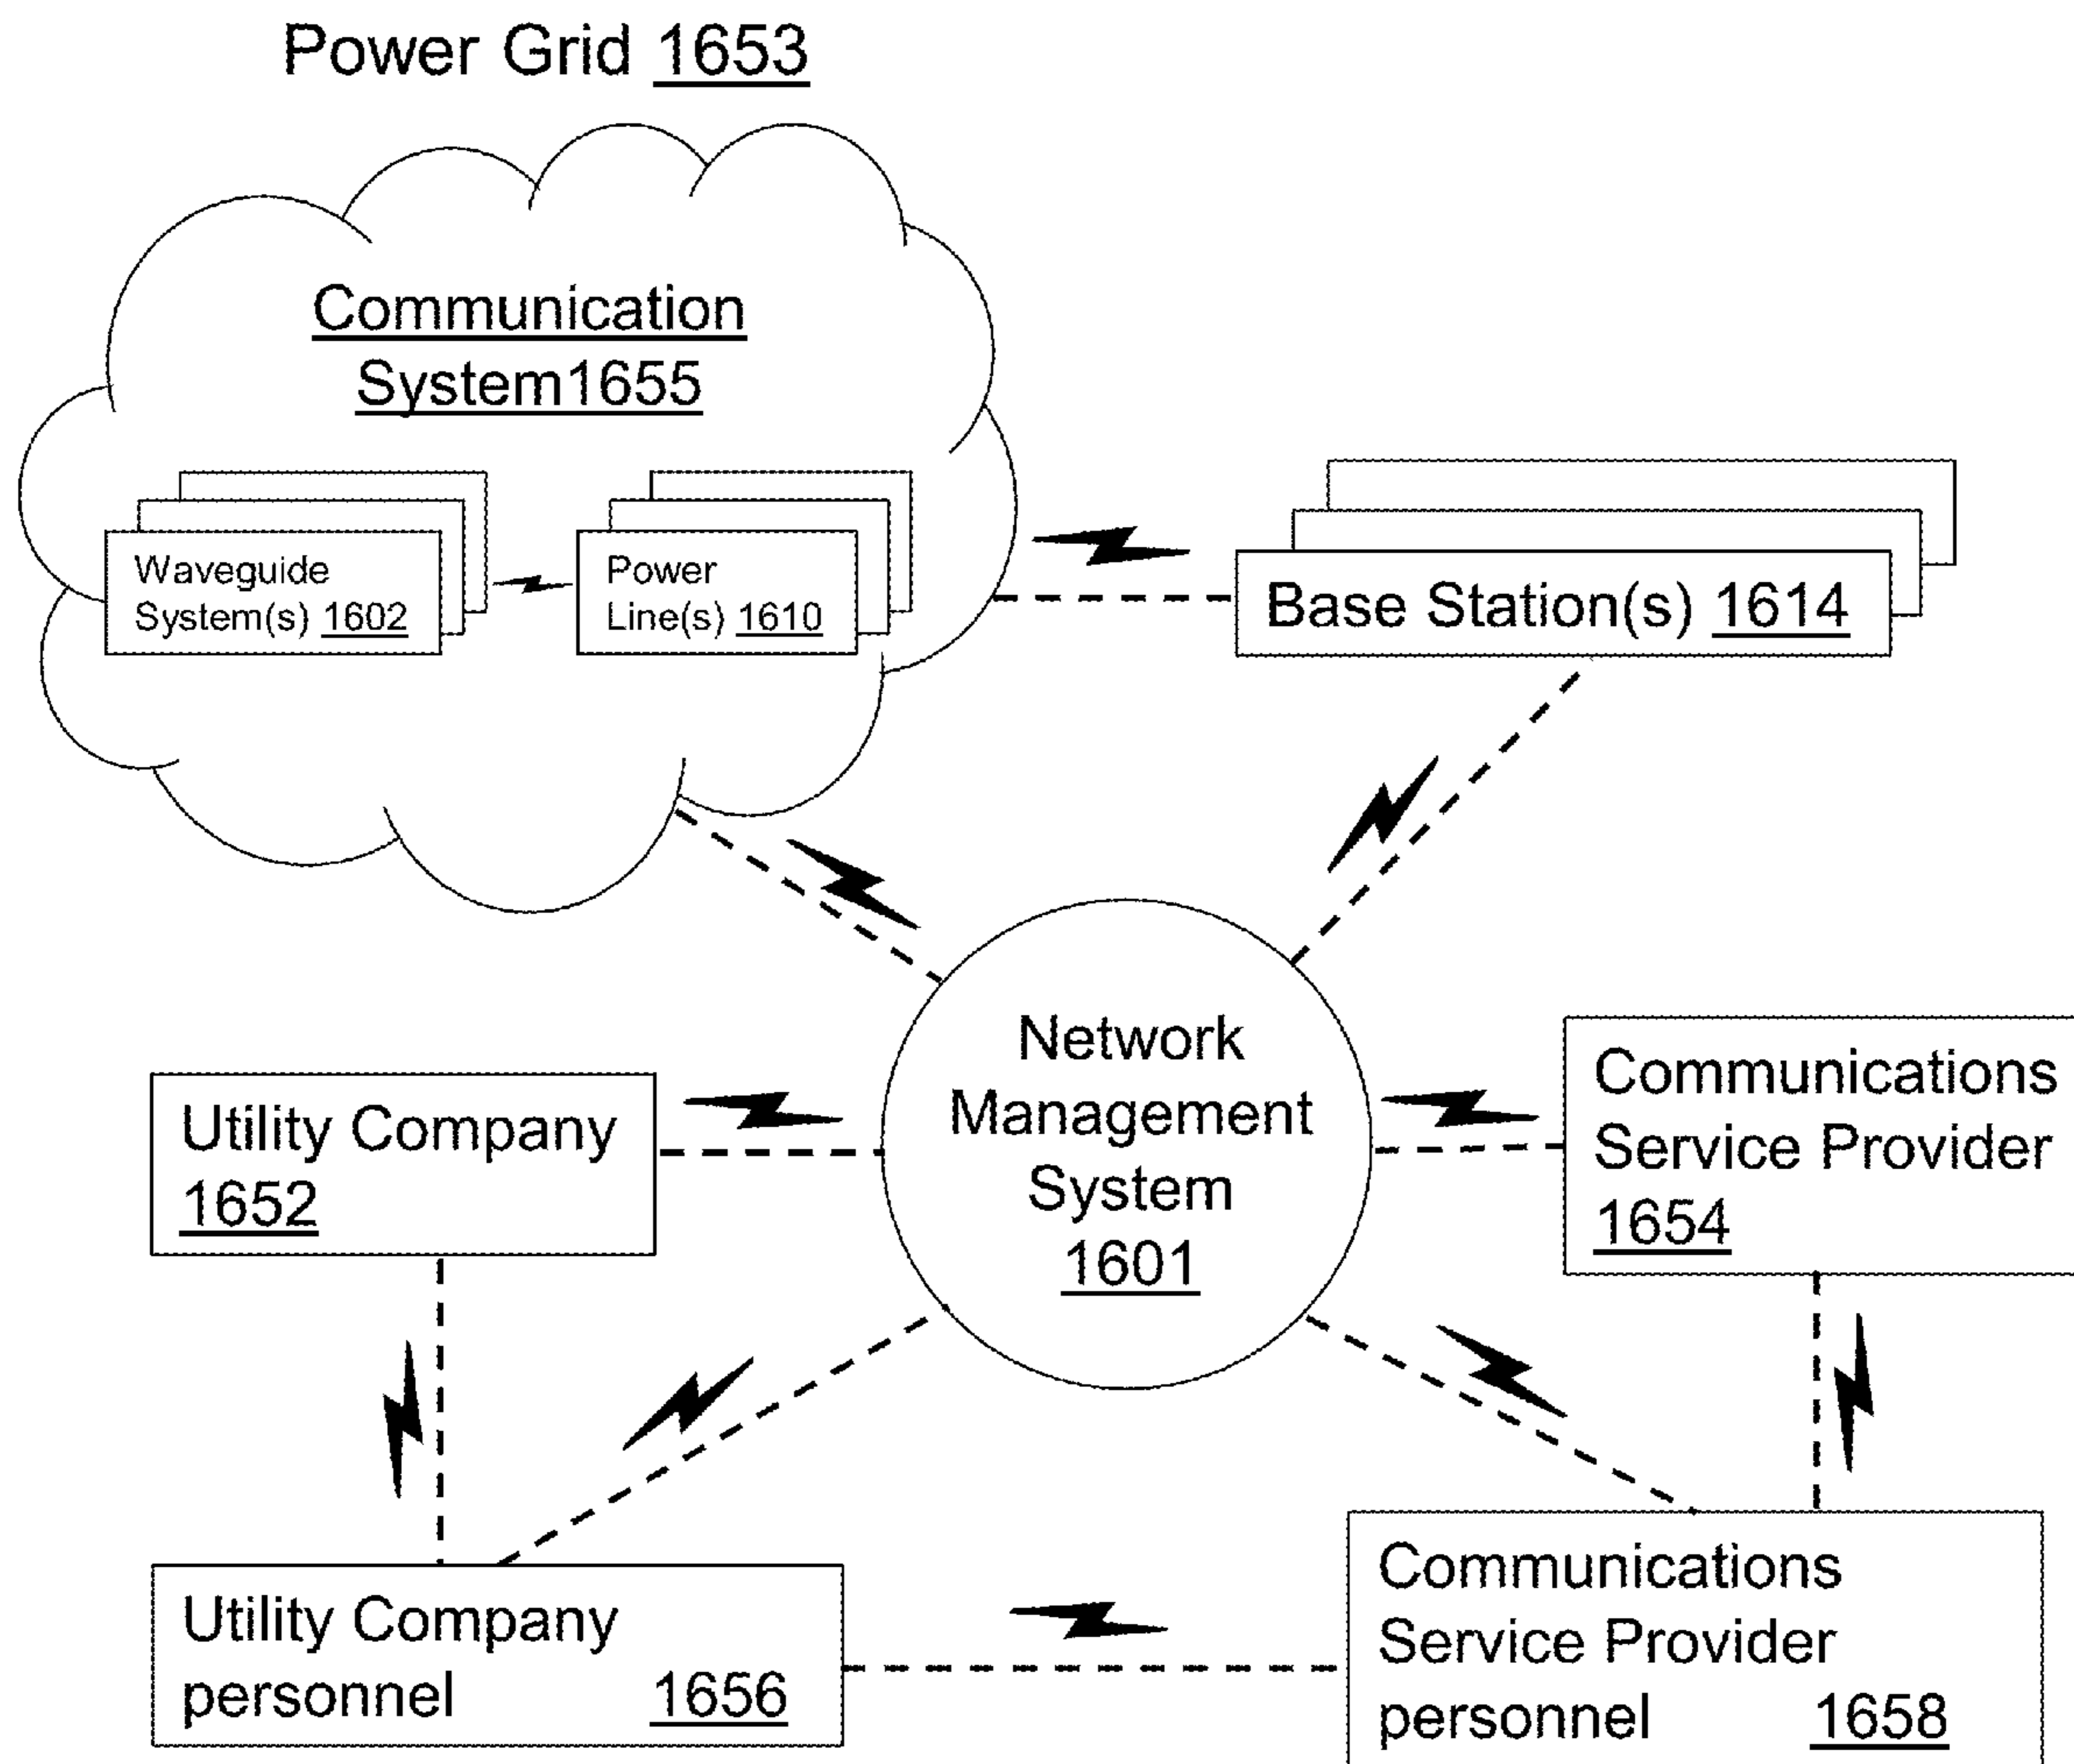 Power Grid 1653
Communication
System1655
Waveguide
System(s) 1602
Power
Line(s) 1610
Base Station(s) 1614
Network
Management
System
1601
Utility Company
1652
Communications
Service Provider
1654
Utility Company
personnel 1656
Communications
Service Provider
personnel 1658